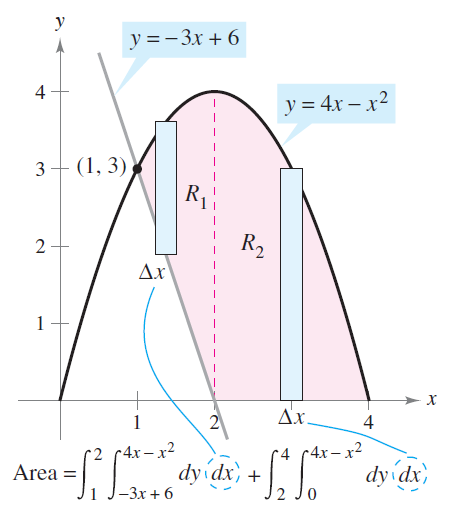 y
y = −3x + 6
4
y = 4x − x²
3
(1, 3)
R₁
2
R₂
Δx
1
x
1
2
Δx
4
Area = ∫₁² ∫₋₃ₓ₊₆^(4x − x²) dy dx + ∫₂⁴ ∫₀^(4x − x²) dy dx